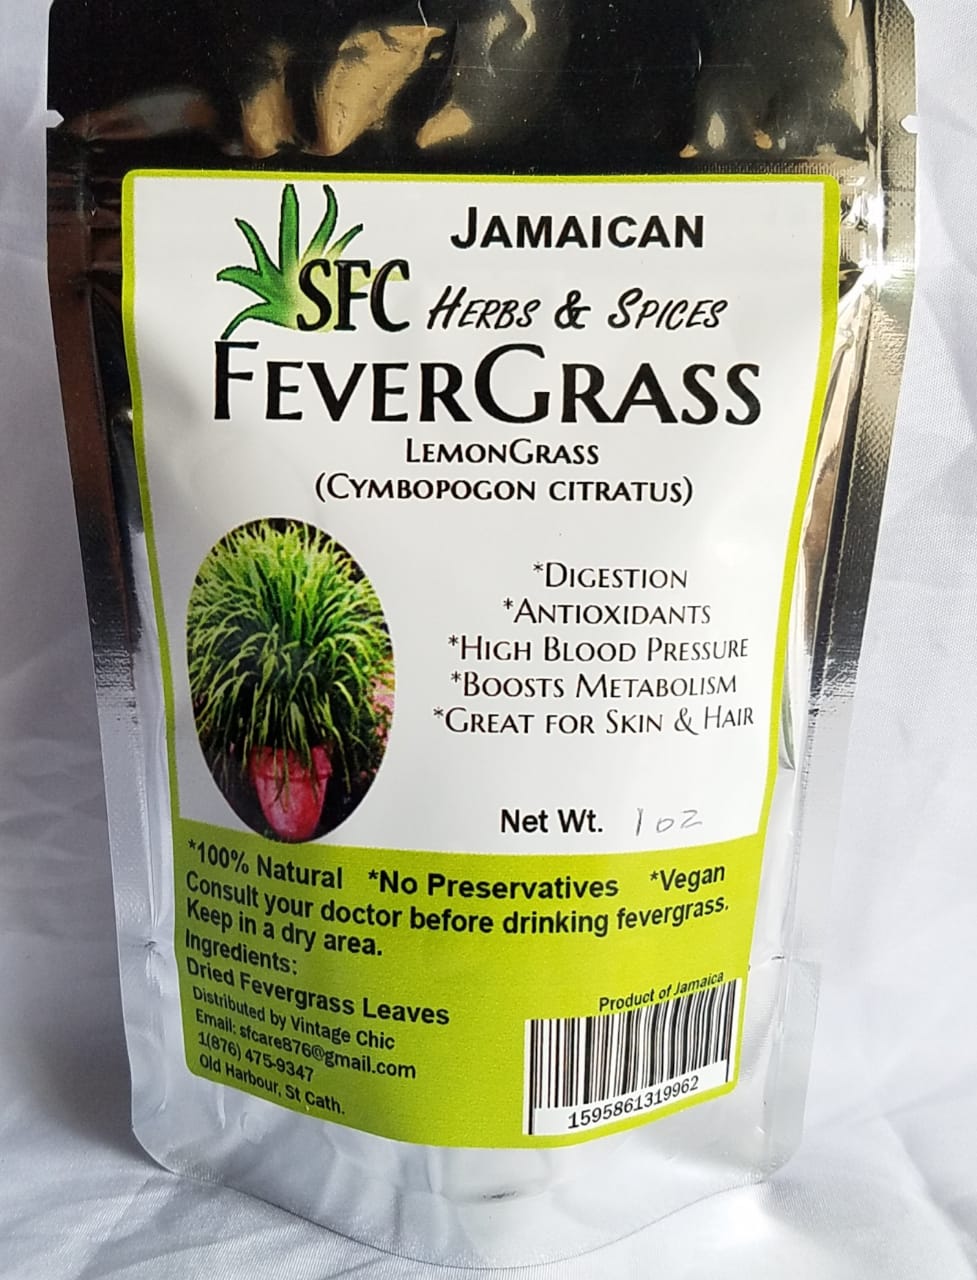 JAMAICAN
SFC HERBS & SPICES
FEVERGRASS
LEMONGRASS
(CYMBOPOGON CITRATUS)
*DIGESTION
*ANTIOXIDANTS
*HIGH BLOOD PRESSURE
*BOOSTS METABOLISM
*GREAT FOR SKIN & HAIR
Net Wt. 1 oz
*100% Natural *No Preservatives *Vegan
Consult your doctor before drinking fevergrass.
Keep in a dry area.
Ingredients:
Dried Fevergrass Leaves
Distributed by Vintage Chic
Email: sfcare876@gmail.com
1(876) 475-9347
Old Harbour, St Cath.
Product of Jamaica
1595861319962